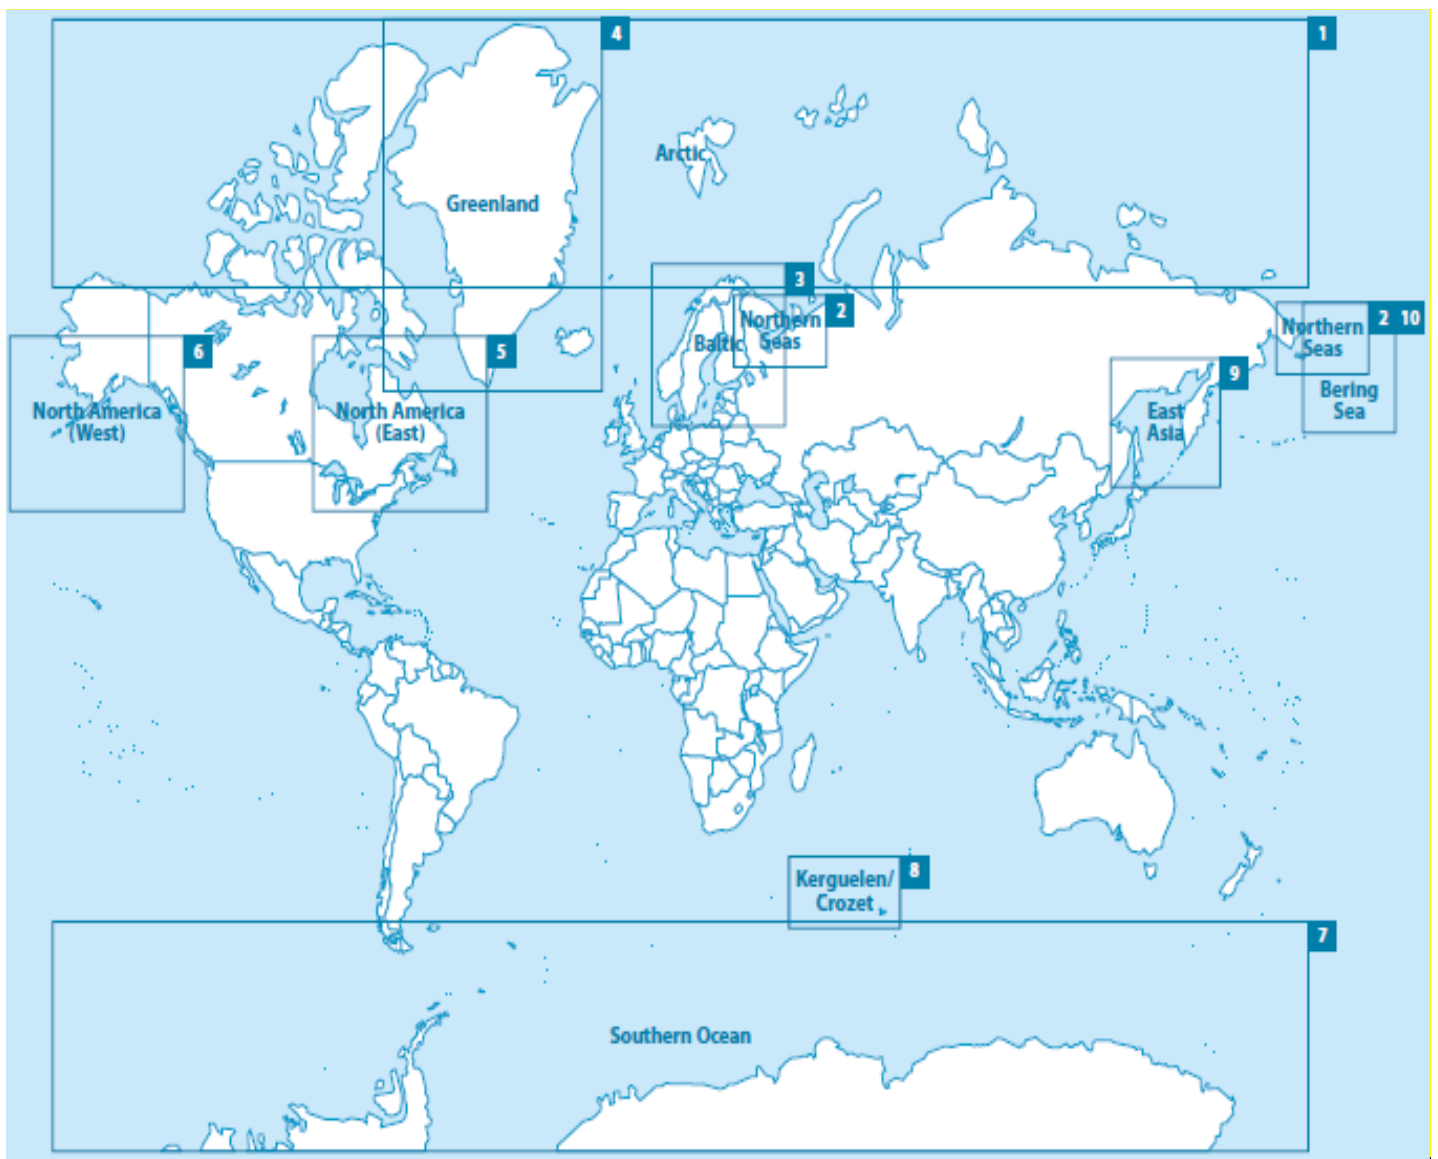 4
1
Arctic
Greenland
3
2
Northern
Seas
Baltic
Northern
Seas
2 10
Bering
Sea
6
5
North America
(West)
North America
(East)
9
East
Asia
8
Kerguelen/
Crozet
7
Southern Ocean